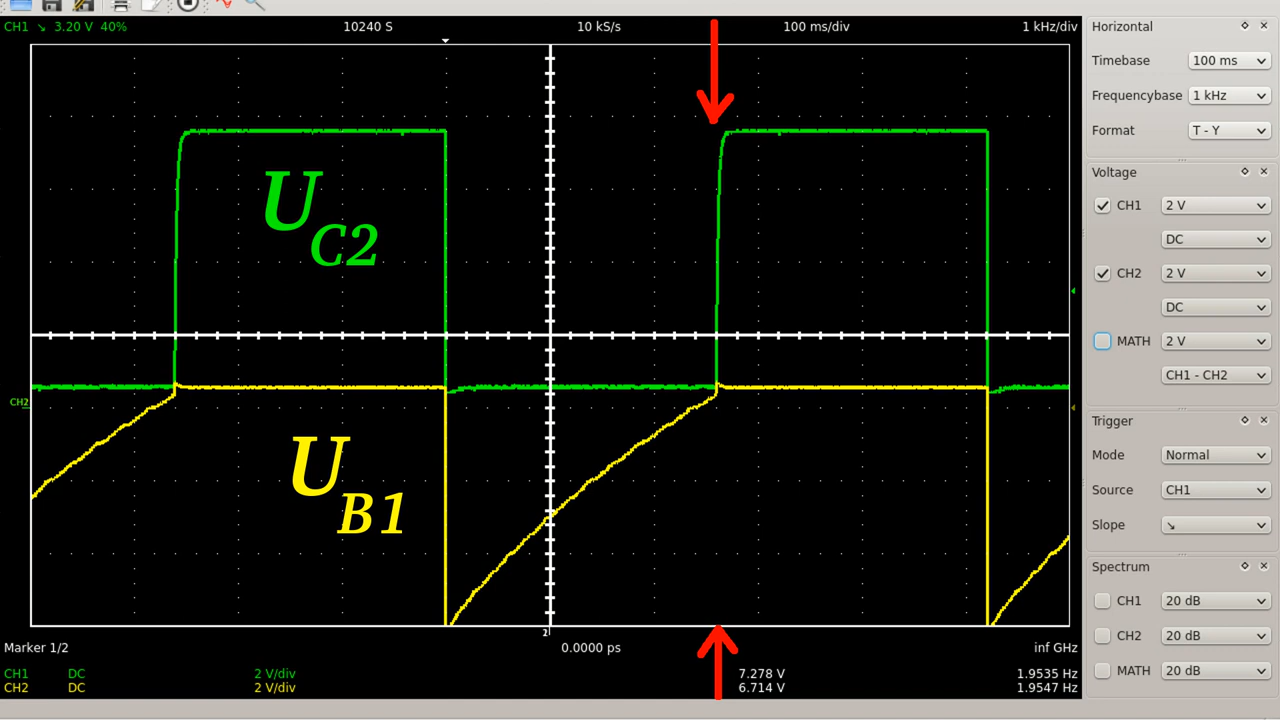 CH1 ↘ 3.20 V 40% 10240 S 10 kS/s 100 ms/div 1 kHz/div
U
C2
CH2
U
B1
2
Marker 1/2 0.0000 ps inf GHz
CH1 DC 2 V/div 7.278 V 1.9535 Hz
CH2 DC 2 V/div 6.714 V 1.9547 Hz
Horizontal
Timebase 100 ms
Frequencybase 1 kHz
Format T - Y
Voltage
CH1 2 V
DC
CH2 2 V
DC
MATH 2 V
CH1 - CH2
Trigger
Mode Normal
Source CH1
Slope ↘
Spectrum
CH1 20 dB
CH2 20 dB
MATH 20 dB